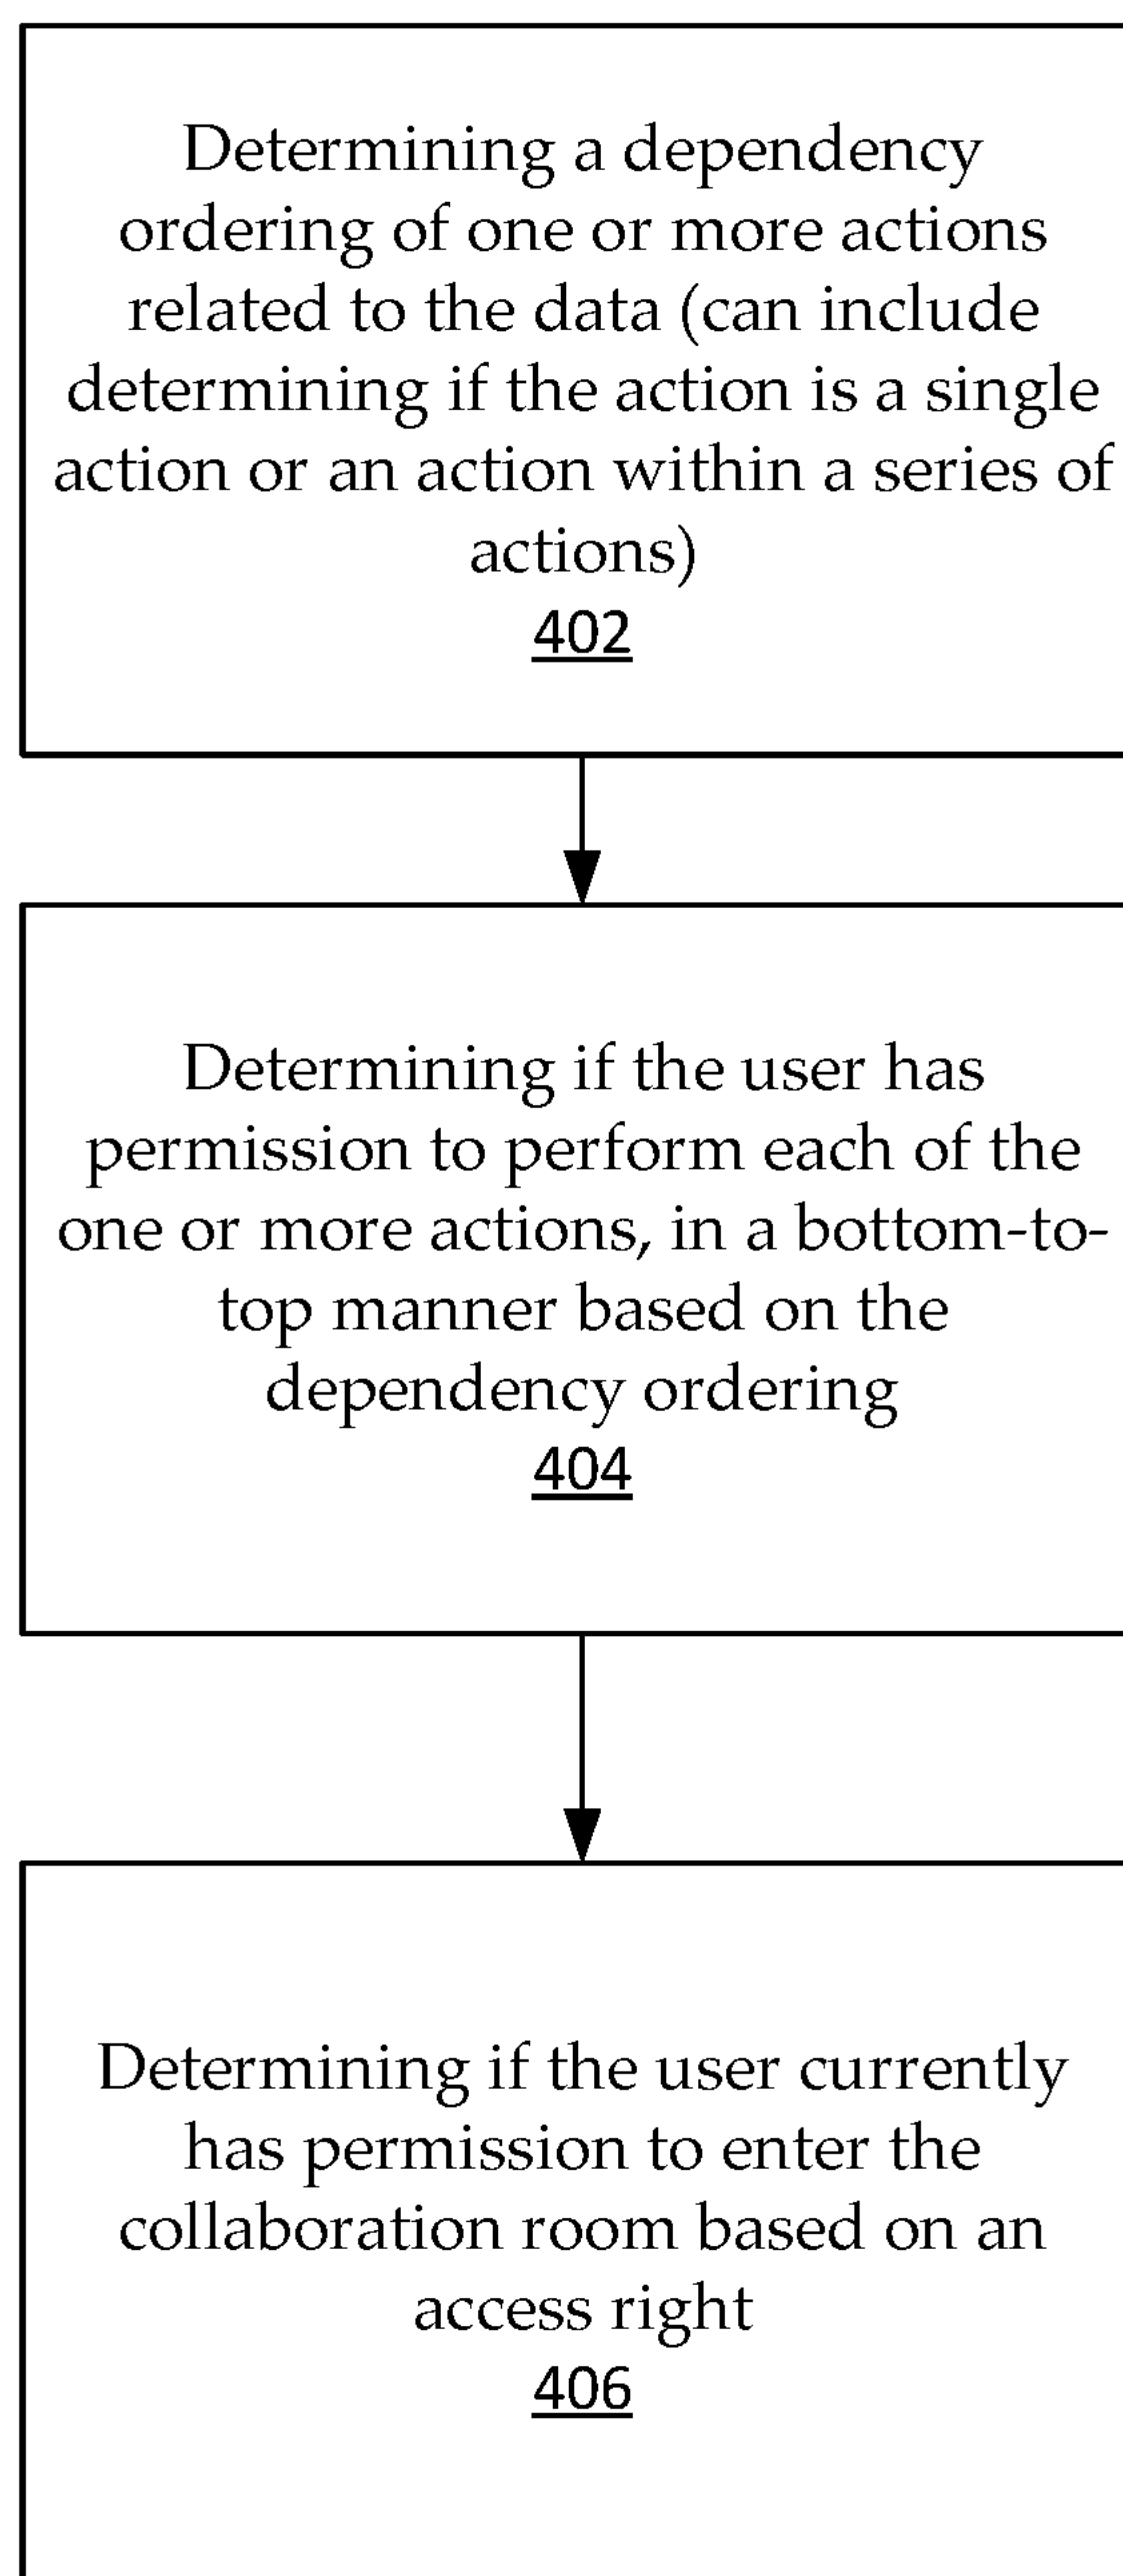 Determining a dependency
ordering of one or more actions
related to the data (can include
determining if the action is a single
action or an action within a series of
actions)
402
Determining if the user has
permission to perform each of the
one or more actions, in a bottom-to-
top manner based on the
dependency ordering
404
Determining if the user currently
has permission to enter the
collaboration room based on an
access right
406